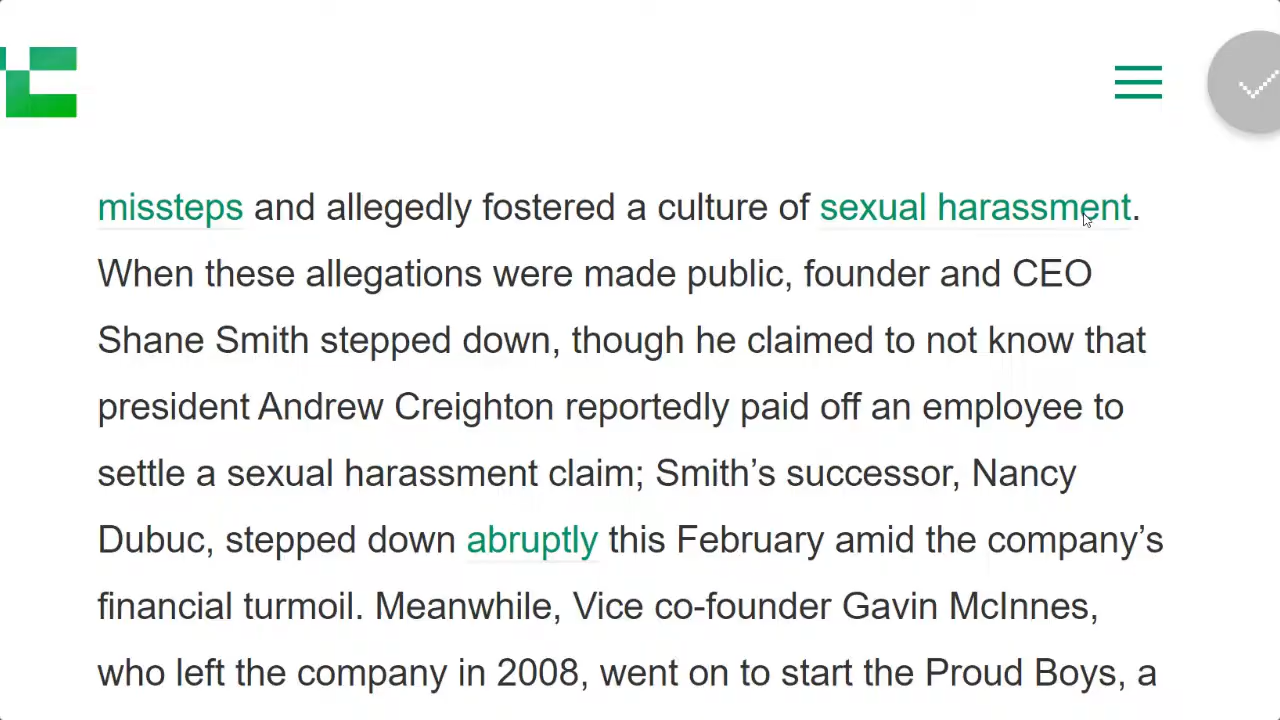 missteps and allegedly fostered a culture of sexual harassment.
When these allegations were made public, founder and CEO
Shane Smith stepped down, though he claimed to not know that
president Andrew Creighton reportedly paid off an employee to
settle a sexual harassment claim; Smith’s successor, Nancy
Dubuc, stepped down abruptly this February amid the company’s
financial turmoil. Meanwhile, Vice co-founder Gavin McInnes,
who left the company in 2008, went on to start the Proud Boys, a